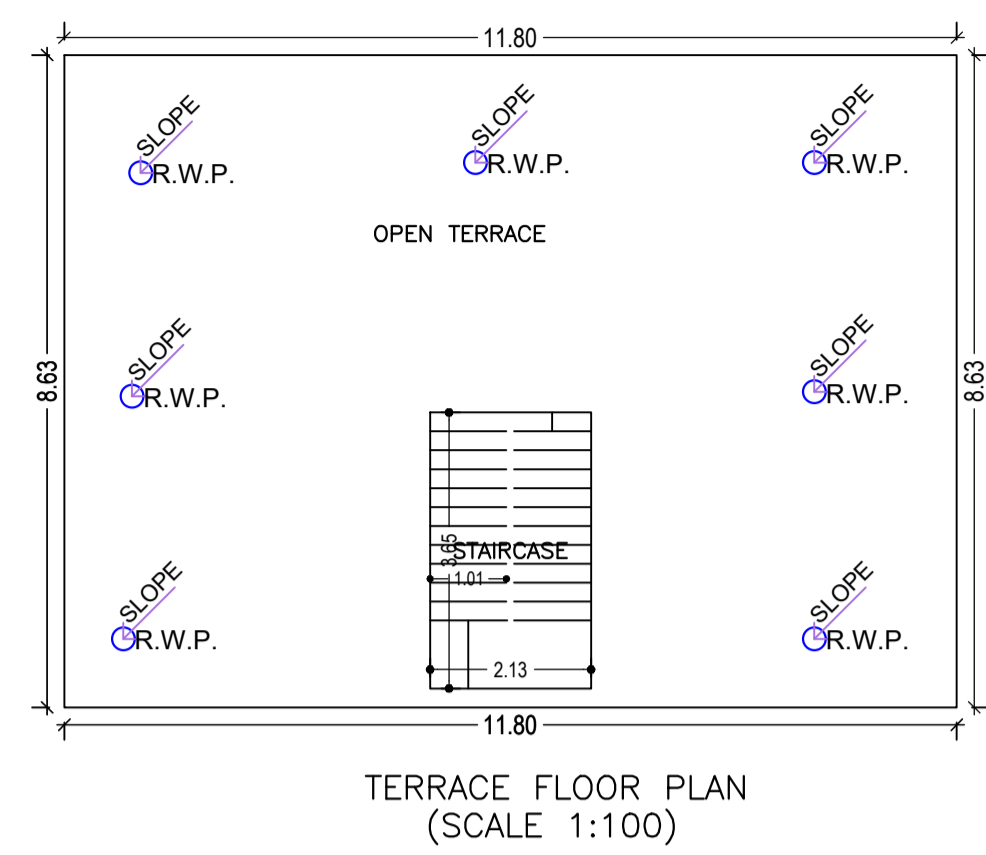 11.80
SLOPE
R.W.P.
SLOPE
R.W.P.
SLOPE
R.W.P.
OPEN TERRACE
8.63
SLOPE
R.W.P.
SLOPE
R.W.P.
8.63
3.65
STAIRCASE
1.01
SLOPE
R.W.P.
2.13
SLOPE
R.W.P.
11.80
TERRACE FLOOR PLAN
(SCALE 1:100)